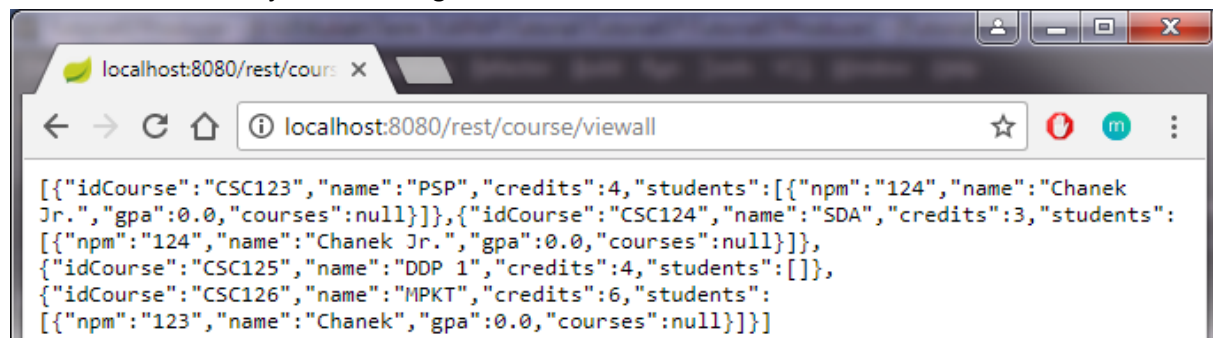 localhost:8080/rest/cours
localhost:8080/rest/course/viewall
m
[{"idCourse":"CSC123","name":"PSP","credits":4,"students":[{"npm":"124","name":"Chanek
Jr.","gpa":0.0,"courses":null}]},{"idCourse":"CSC124","name":"SDA","credits":3,"students":
[{"npm":"124","name":"Chanek Jr.","gpa":0.0,"courses":null}]},
{"idCourse":"CSC125","name":"DDP 1","credits":4,"students":[]},
{"idCourse":"CSC126","name":"MPKT","credits":6,"students":
[{"npm":"123","name":"Chanek","gpa":0.0,"courses":null}]}]